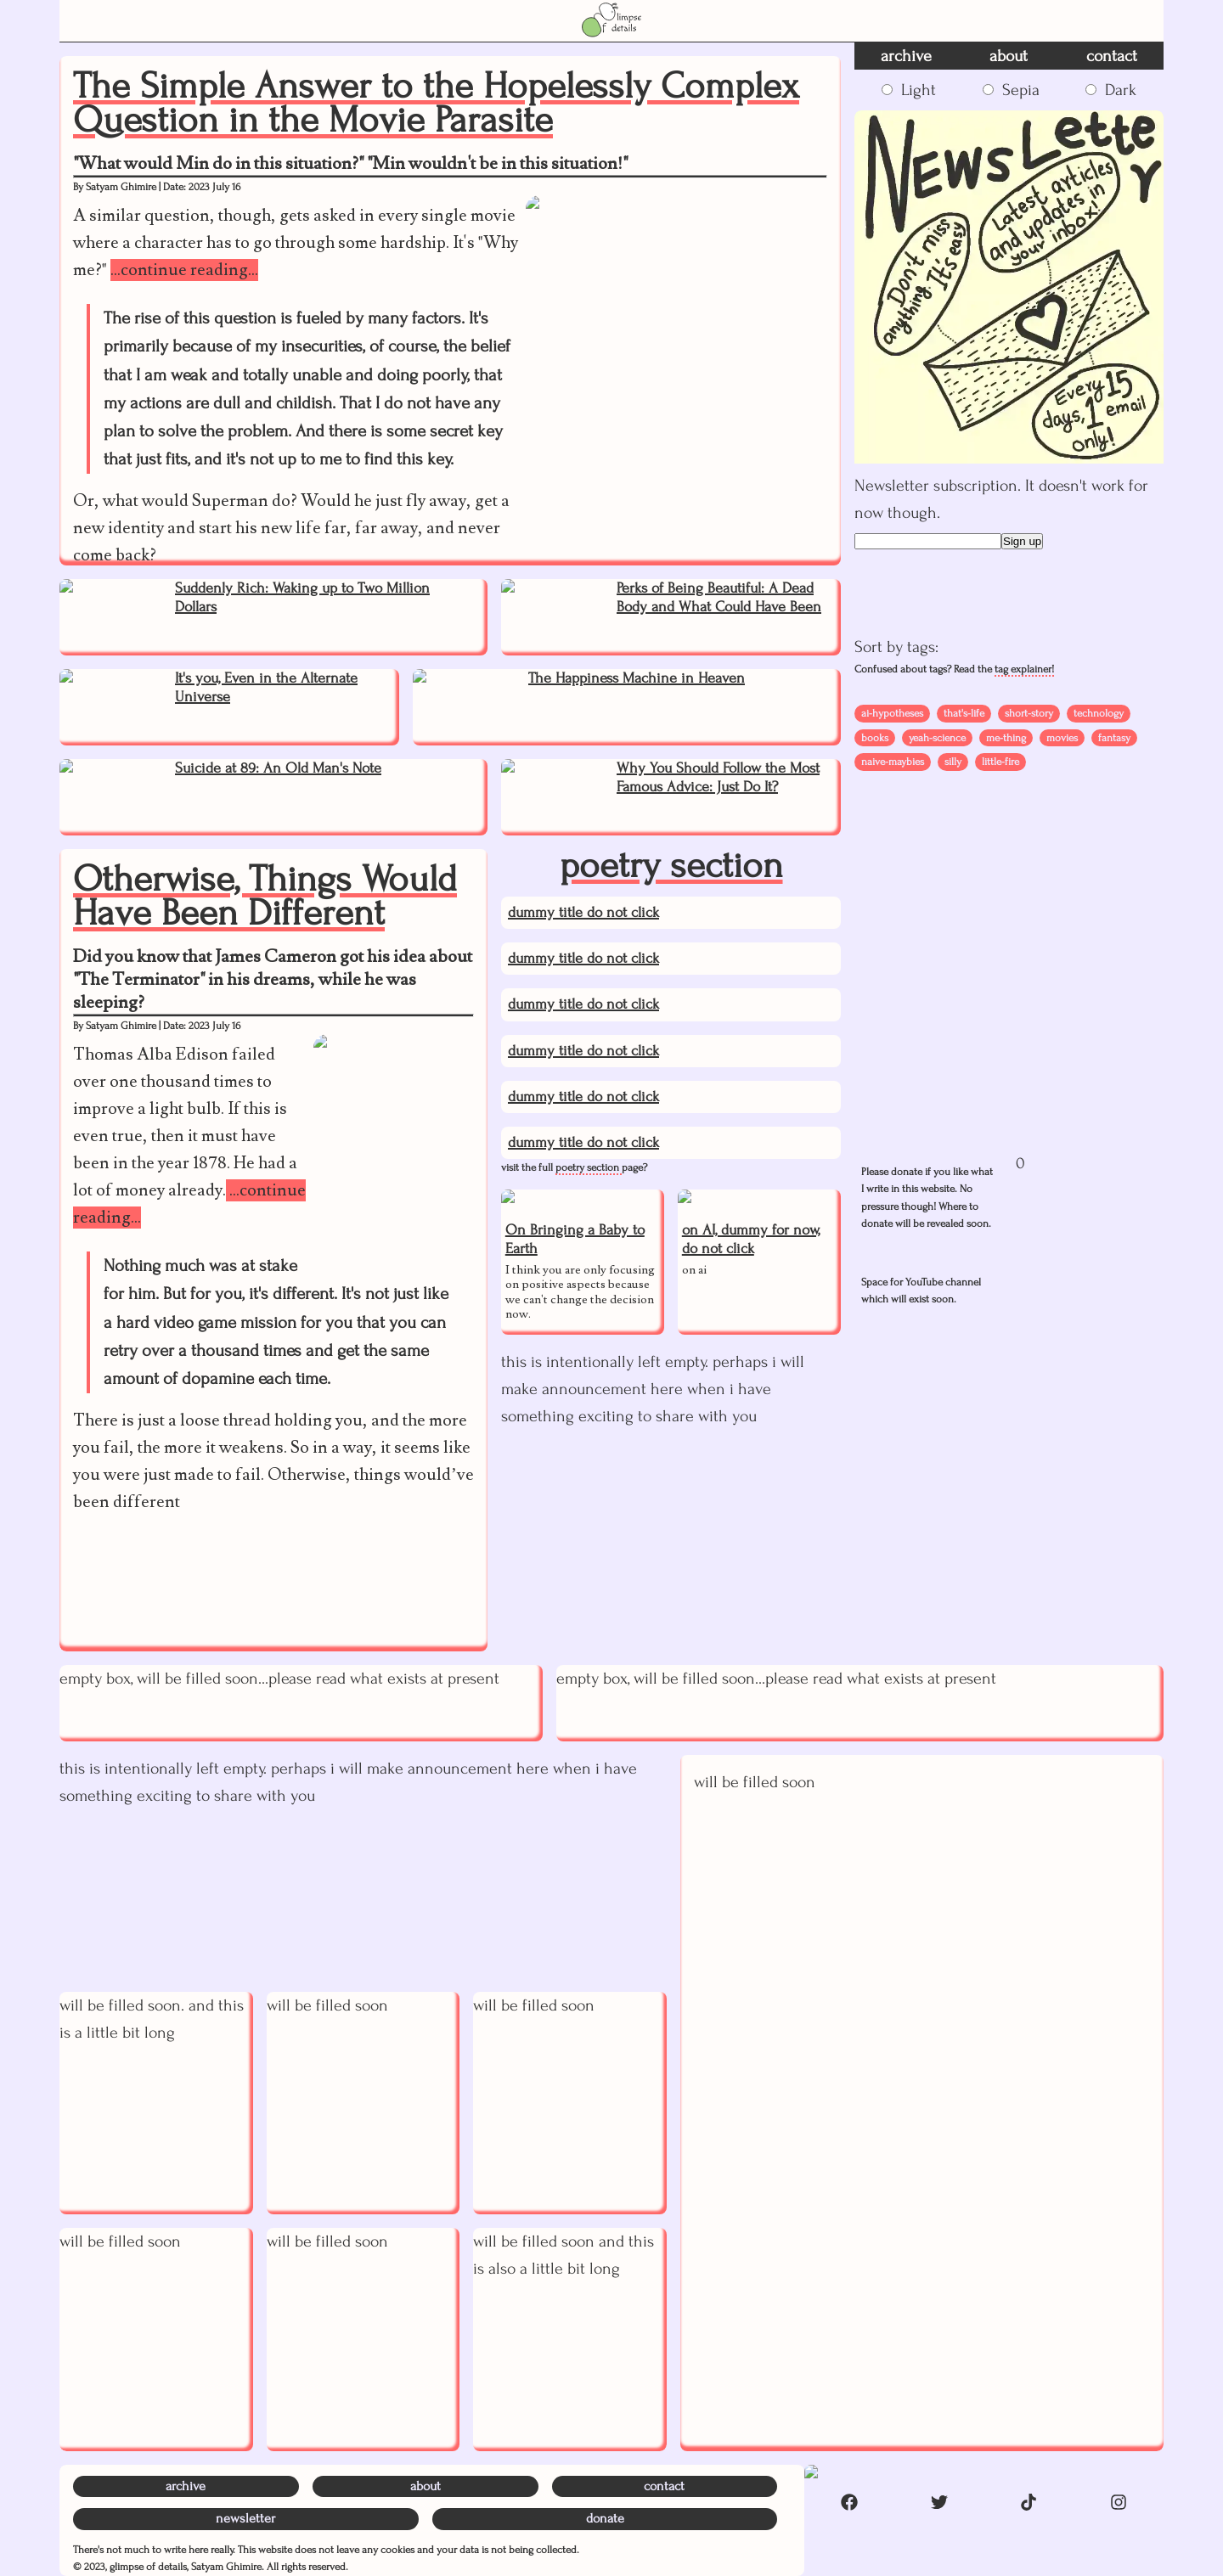 Glimpse
of details
archive about contact
Light Sepia Dark
The Simple Answer to the Hopelessly Complex
Question in the Movie Parasite
"What would Min do in this situation?" "Min wouldn't be in this situation!"
By Satyam Ghimire | Date: 2023 July 16
A similar question, though, gets asked in every single movie
where a character has to go through some hardship. It's "Why
me?" ...continue reading...
The rise of this question is fueled by many factors. It's
primarily because of my insecurities, of course, the belief
that I am weak and totally unable and doing poorly, that
my actions are dull and childish. That I do not have any
plan to solve the problem. And there is some secret key
that just fits, and it's not up to me to find this key.
Or, what would Superman do? Would he just fly away, get a
new identity and start his new life far, far away, and never
come back?
NewsLetter
Latest articles
and updates in
your inbox!
Don't miss
anything. It's easy
Every 15
days, 1 email
only!
Newsletter subscription. It doesn't work for
now though.
Sign up
Suddenly Rich: Waking up to Two Million
Dollars
Perks of Being Beautiful: A Dead
Body and What Could Have Been
It's you, Even in the Alternate
Universe
The Happiness Machine in Heaven
Suicide at 89: An Old Man's Note
Why You Should Follow the Most
Famous Advice: Just Do It?
Sort by tags:
Confused about tags? Read the tag explainer!
ai-hypotheses that's-life short-story technology
books yeah-science me-thing movies fantasy
naive-maybies silly little-fire
Otherwise, Things Would
Have Been Different
Did you know that James Cameron got his idea about
"The Terminator" in his dreams, while he was
sleeping?
By Satyam Ghimire | Date: 2023 July 16
Thomas Alba Edison failed
over one thousand times to
improve a light bulb. If this is
even true, then it must have
been in the year 1878. He had a
lot of money already. ...continue
reading...
Nothing much was at stake
for him. But for you, it's different. It's not just like
a hard video game mission for you that you can
retry over a thousand times and get the same
amount of dopamine each time.
There is just a loose thread holding you, and the more
you fail, the more it weakens. So in a way, it seems like
you were just made to fail. Otherwise, things would’ve
been different
poetry section
dummy title do not click
dummy title do not click
dummy title do not click
dummy title do not click
dummy title do not click
dummy title do not click
visit the full poetry section page?
On Bringing a Baby to
Earth
I think you are only focusing
on positive aspects because
we can't change the decision
now.
on AI, dummy for now,
do not click
on ai
this is intentionally left empty. perhaps i will
make announcement here when i have
something exciting to share with you
Please donate if you like what
I write in this website. No
pressure though! Where to
donate will be revealed soon.
0
Space for YouTube channel
which will exist soon.
empty box, will be filled soon...please read what exists at present
empty box, will be filled soon...please read what exists at present
this is intentionally left empty. perhaps i will make announcement here when i have
something exciting to share with you
will be filled soon
will be filled soon. and this
is a little bit long
will be filled soon
will be filled soon
will be filled soon
will be filled soon
will be filled soon and this
is also a little bit long
archive about contact
newsletter donate
There's not much to write here really. This website does not leave any cookies and your data is not being collected.
© 2023, glimpse of details, Satyam Ghimire. All rights reserved.